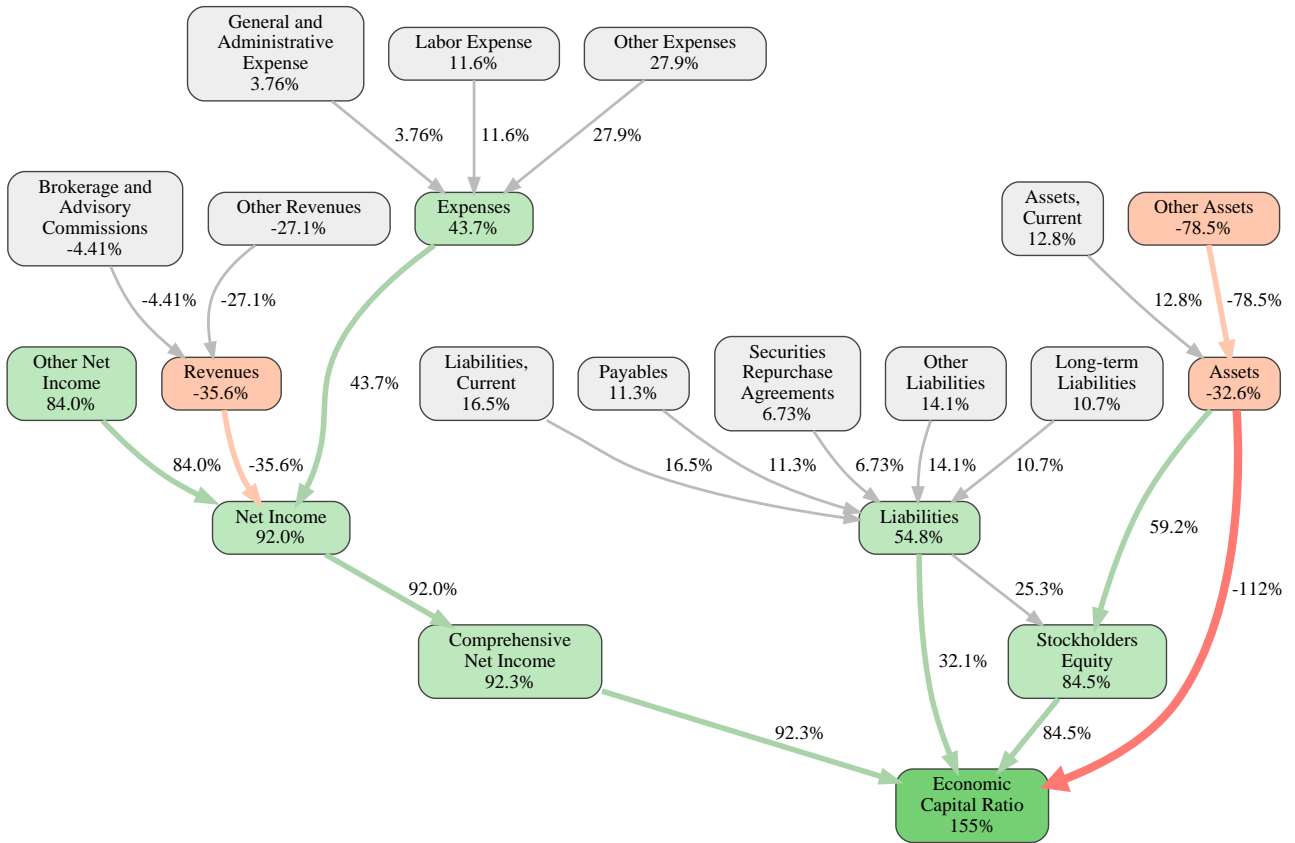 General and
Administrative
Expense
3.76%
Labor Expense
11.6%
Other Expenses
27.9%
3.76%
11.6%
27.9%
Brokerage and
Advisory
Commissions
-4.41%
Other Revenues
-27.1%
Expenses
43.7%
Assets,
Current
12.8%
Other Assets
-78.5%
-4.41%
-27.1%
12.8%
-78.5%
Other Net
Income
84.0%
Revenues
-35.6%
43.7%
Liabilities,
Current
16.5%
Payables
11.3%
Securities
Repurchase
Agreements
6.73%
Other
Liabilities
14.1%
Long-term
Liabilities
10.7%
Assets
-32.6%
84.0%
-35.6%
16.5%
11.3%
6.73%
14.1%
10.7%
Net Income
92.0%
Liabilities
54.8%
59.2%
92.0%
25.3%
-112%
Comprehensive
Net Income
92.3%
32.1%
Stockholders
Equity
84.5%
92.3%
84.5%
Economic
Capital Ratio
155%